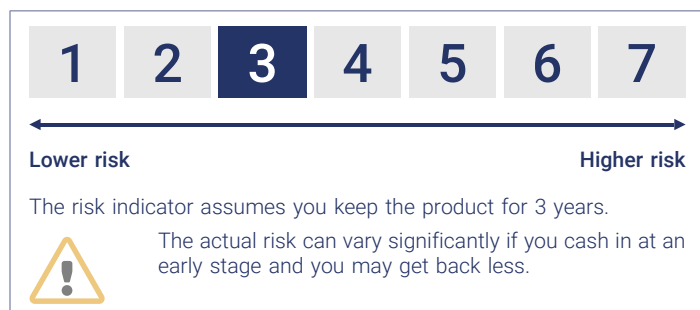 1 2 3 4 5 6 7
Lower risk Higher risk
The risk indicator assumes you keep the product for 3 years.
The actual risk can vary significantly if you cash in at an
early stage and you may get back less.